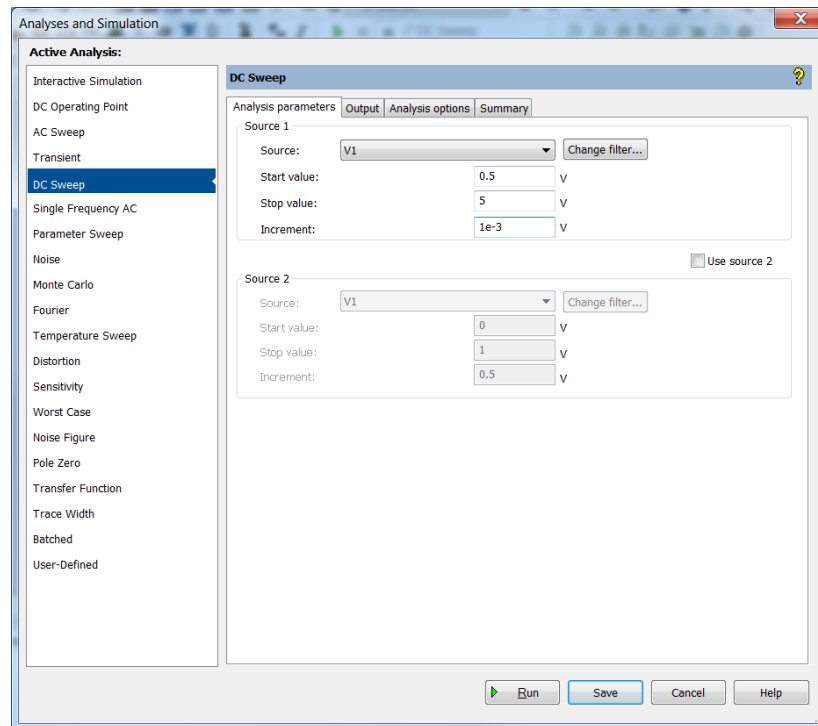 Analyses and Simulation
Active Analysis:
Interactive Simulation
DC Operating Point
AC Sweep
Transient
DC Sweep
Single Frequency AC
Parameter Sweep
Noise
Monte Carlo
Fourier
Temperature Sweep
Distortion
Sensitivity
Worst Case
Noise Figure
Pole Zero
Transfer Function
Trace Width
Batched
User-Defined
DC Sweep
Analysis parameters Output Analysis options Summary
Source 1
Source: V1 Change filter...
Start value: 0.5 V
Stop value: 5 V
Increment: 1e-3 V
Use source 2
Source 2
Source: V1 Change filter...
Start value: 0 V
Stop value: 1 V
Increment: 0.5 V
Run Save Cancel Help